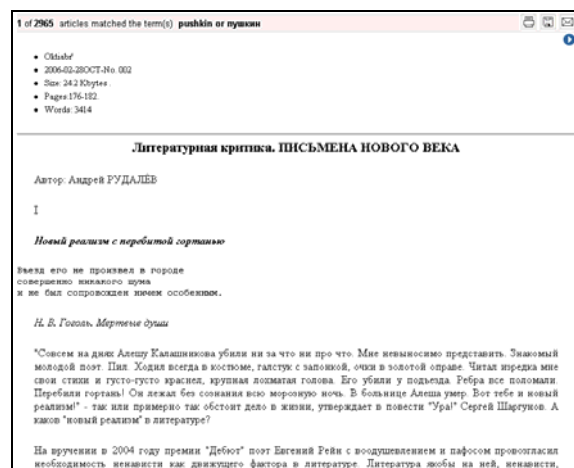 1 of 2965 articles matched the term(s) pushkin or пушкин
Oktiabr'
2006-02-28OCT-No. 002
Size: 24.2 Kbytes.
Pages:176-182.
Words: 3414
Литературная критика. ПИСЬМЕНА НОВОГО ВЕКА
Автор: Андрей РУДАЛЁВ
I
Новый реализм с перебитой гортанью
Въезд его не произвел в городе
совершенно никакого шума
и не был сопровожден ничем особенным.
Н. В. Гоголь. Мертвые души
"Совсем на днях Алешу Калашникова убили ни за что ни про что. Мне невыносимо представить. Знакомый
молодой поэт. Пил. Ходил всегда в костюме, галстук с запонкой, очки в золотой оправе. Читал изредка мне
свои стихи и густо-густо краснел, крупная лохматая голова. Его убили у подъезда. Ребра все поломали.
Перебили гортань! Он лежал без сознания всю морозную ночь. В больнице Алеша умер. Вот тебе и новый
реализм!" - так или примерно так обстоит дело в жизни, утверждает в повести "Ура!" Сергей Шаргунов. А
каков "новый реализм" в литературе?
На вручении в 2004 году премии "Дебют" поэт Евгений Рейн с воодушевлением и пафосом провозгласил
необходимость ненависти как движущего фактора в литературе. Литература якобы на ней, ненависти,